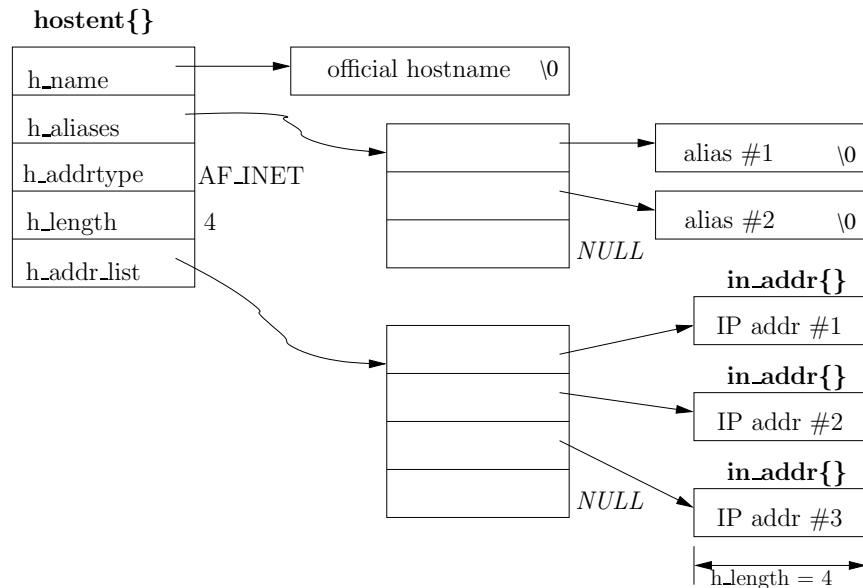 hostent{}
h_name
official hostname \0
h_aliases
alias #1 \0
h_addrtype
AF_INET
h_length
4
alias #2 \0
NULL
h_addr_list
in_addr{}
IP addr #1
in_addr{}
IP addr #2
in_addr{}
NULL
IP addr #3
h_length = 4